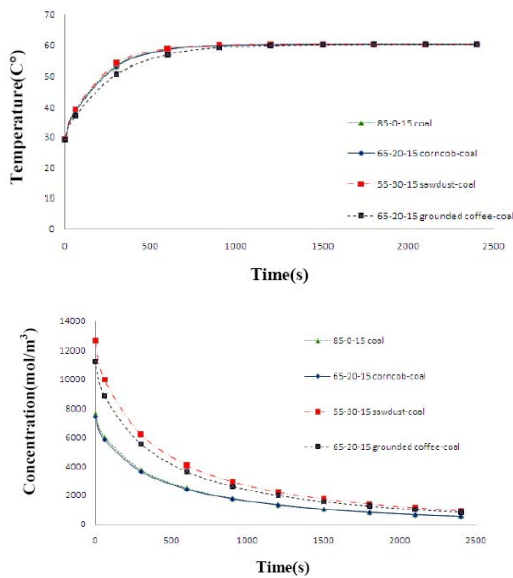 70
60
50
40
30
20
10
0
Temperature(C°)
85-0-15 coal
65-20-15 corncob-coal
55-30-15 sawdust-coal
65-20-15 grounded coffee-coal
0 500 1000 1500 2000 2500
Time(s)
14000
12000
10000
8000
6000
4000
2000
0
Concentration(mol/m³)
85-0-15 coal
65-20-15 corncob-coal
55-30-15 sawdust-coal
65-20-15 grounded coffee-coal
0 500 1000 1500 2000 2500
Time(s)